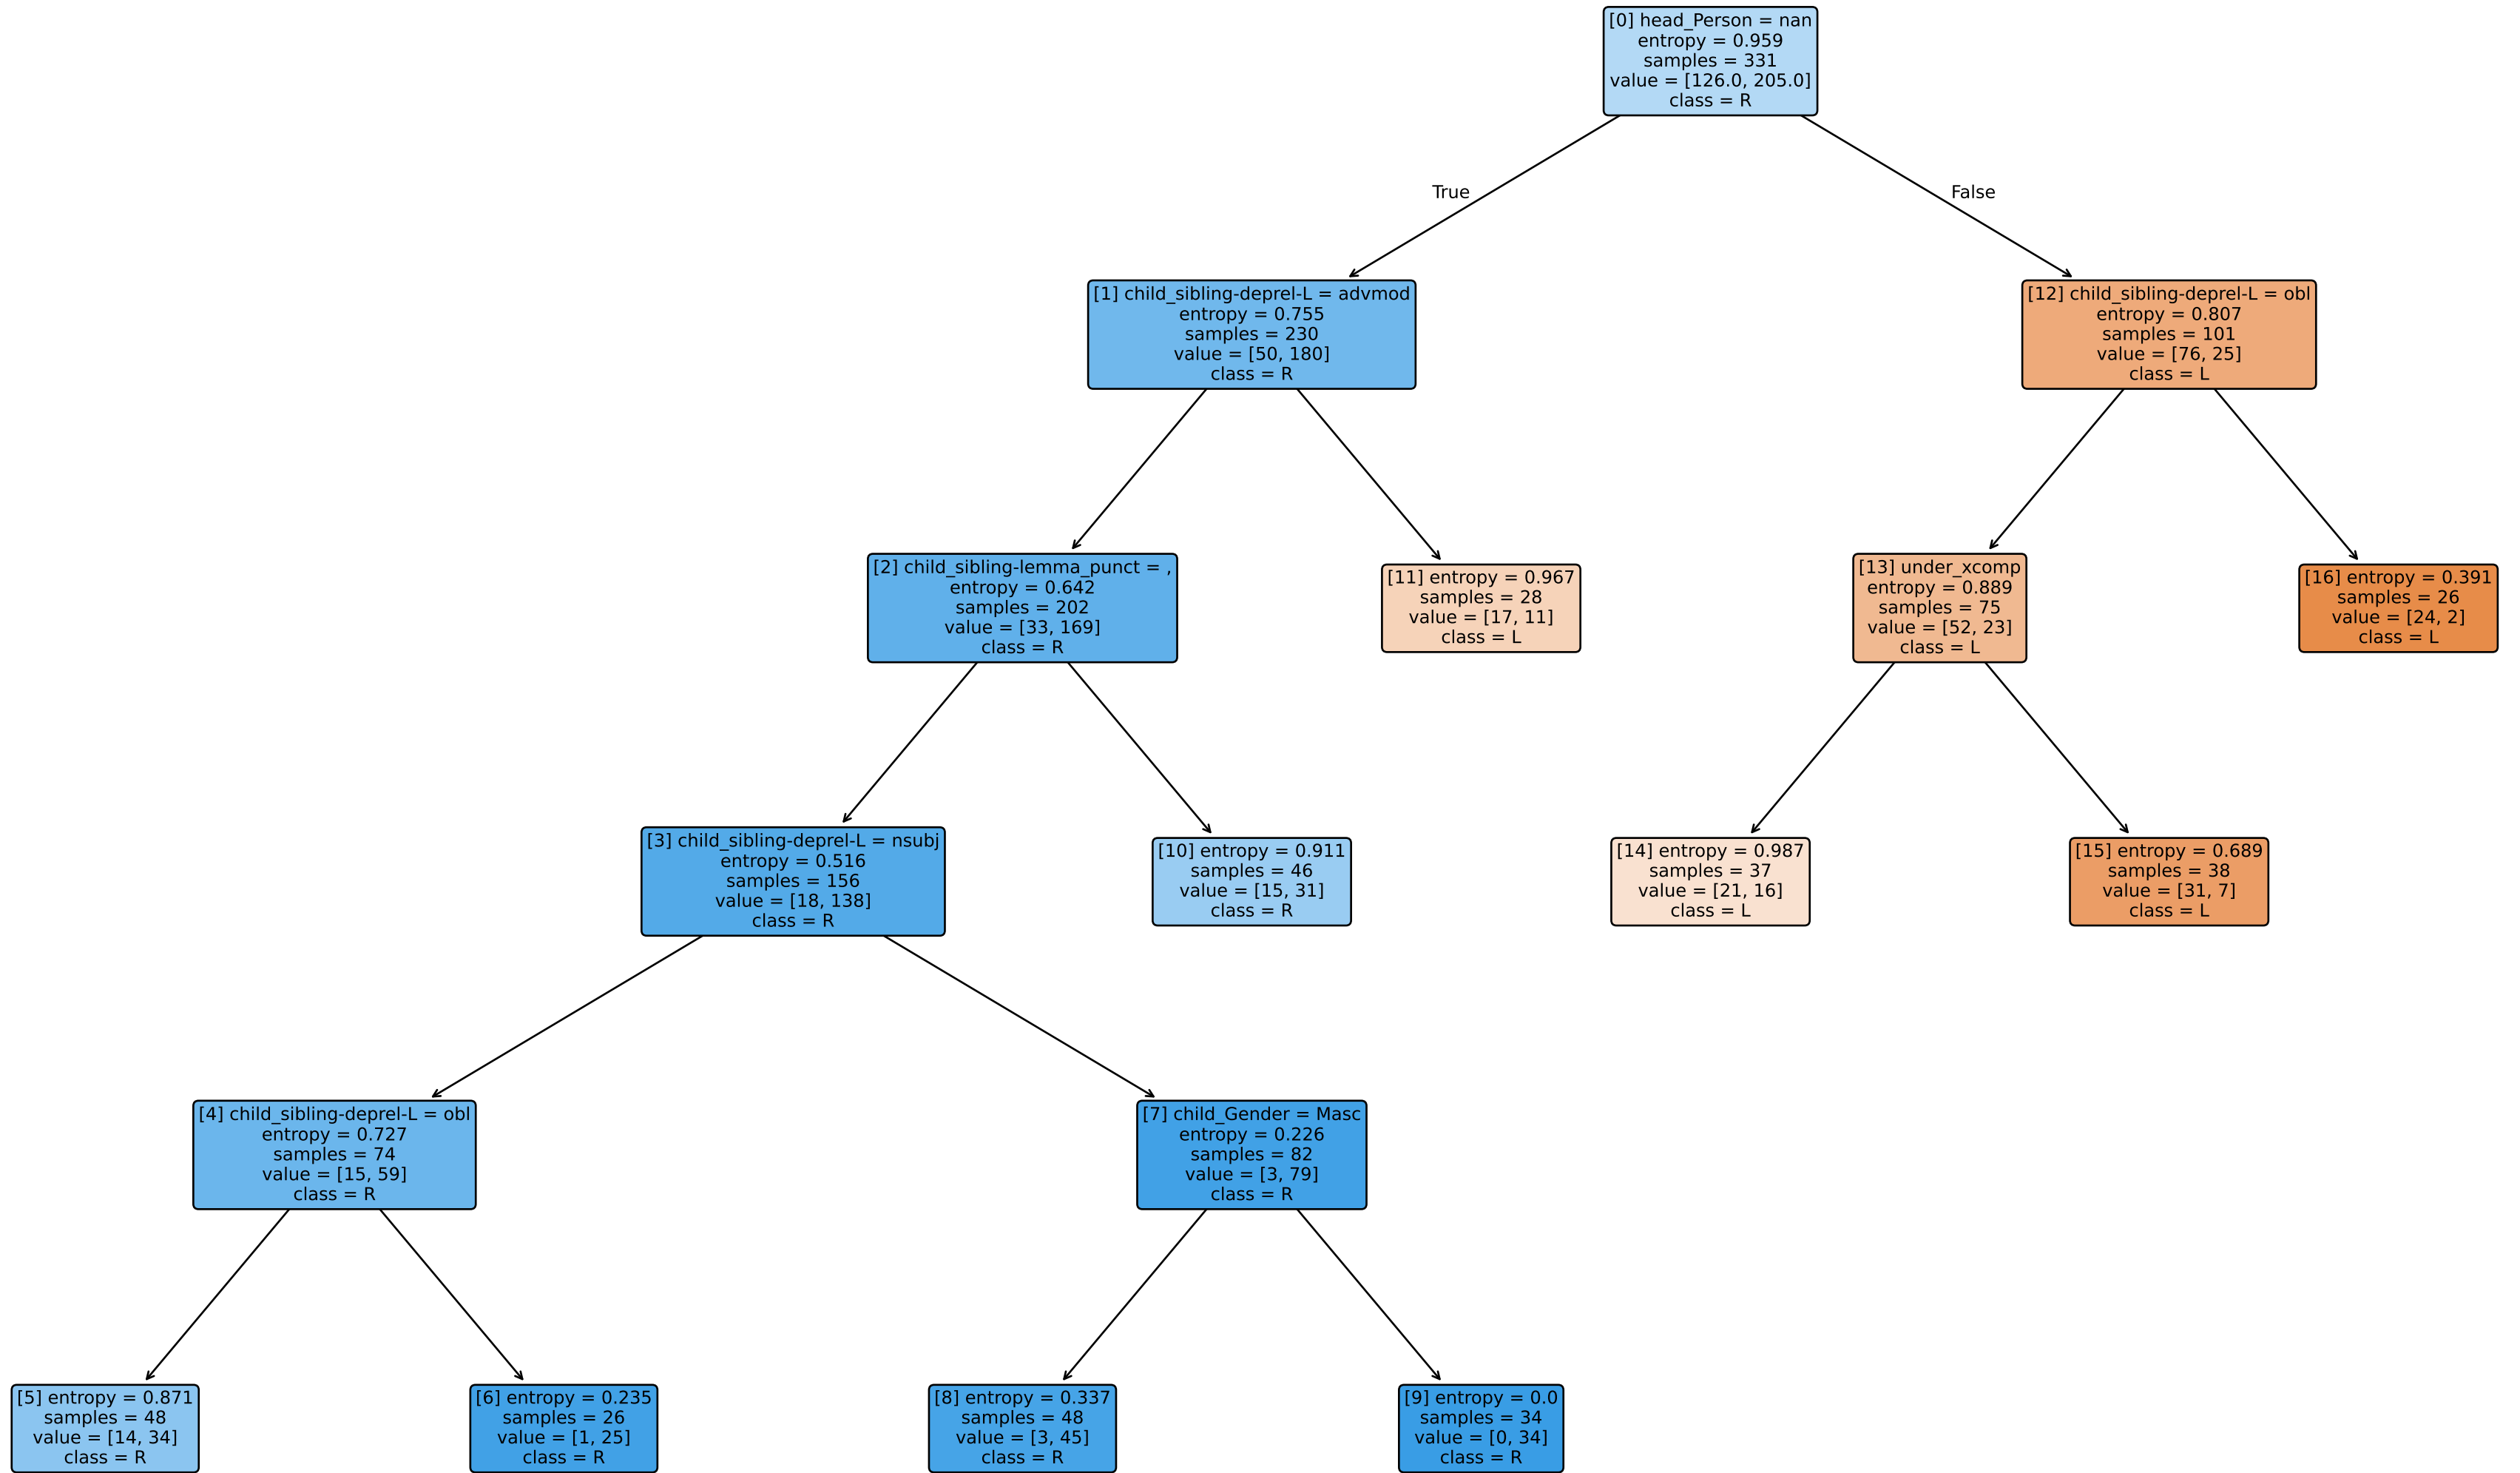 [0] head_Person = nan
entropy = 0.959
samples = 331
value = [126.0, 205.0]
class = R
True
False
[1] child_sibling-deprel-L = advmod
entropy = 0.755
samples = 230
value = [50, 180]
class = R
[12] child_sibling-deprel-L = obl
entropy = 0.807
samples = 101
value = [76, 25]
class = L
[2] child_sibling-lemma_punct = ,
entropy = 0.642
samples = 202
value = [33, 169]
class = R
[11] entropy = 0.967
samples = 28
value = [17, 11]
class = L
[13] under_xcomp
entropy = 0.889
samples = 75
value = [52, 23]
class = L
[16] entropy = 0.391
samples = 26
value = [24, 2]
class = L
[3] child_sibling-deprel-L = nsubj
entropy = 0.516
samples = 156
value = [18, 138]
class = R
[10] entropy = 0.911
samples = 46
value = [15, 31]
class = R
[14] entropy = 0.987
samples = 37
value = [21, 16]
class = L
[15] entropy = 0.689
samples = 38
value = [31, 7]
class = L
[4] child_sibling-deprel-L = obl
entropy = 0.727
samples = 74
value = [15, 59]
class = R
[7] child_Gender = Masc
entropy = 0.226
samples = 82
value = [3, 79]
class = R
[5] entropy = 0.871
samples = 48
value = [14, 34]
class = R
[6] entropy = 0.235
samples = 26
value = [1, 25]
class = R
[8] entropy = 0.337
samples = 48
value = [3, 45]
class = R
[9] entropy = 0.0
samples = 34
value = [0, 34]
class = R